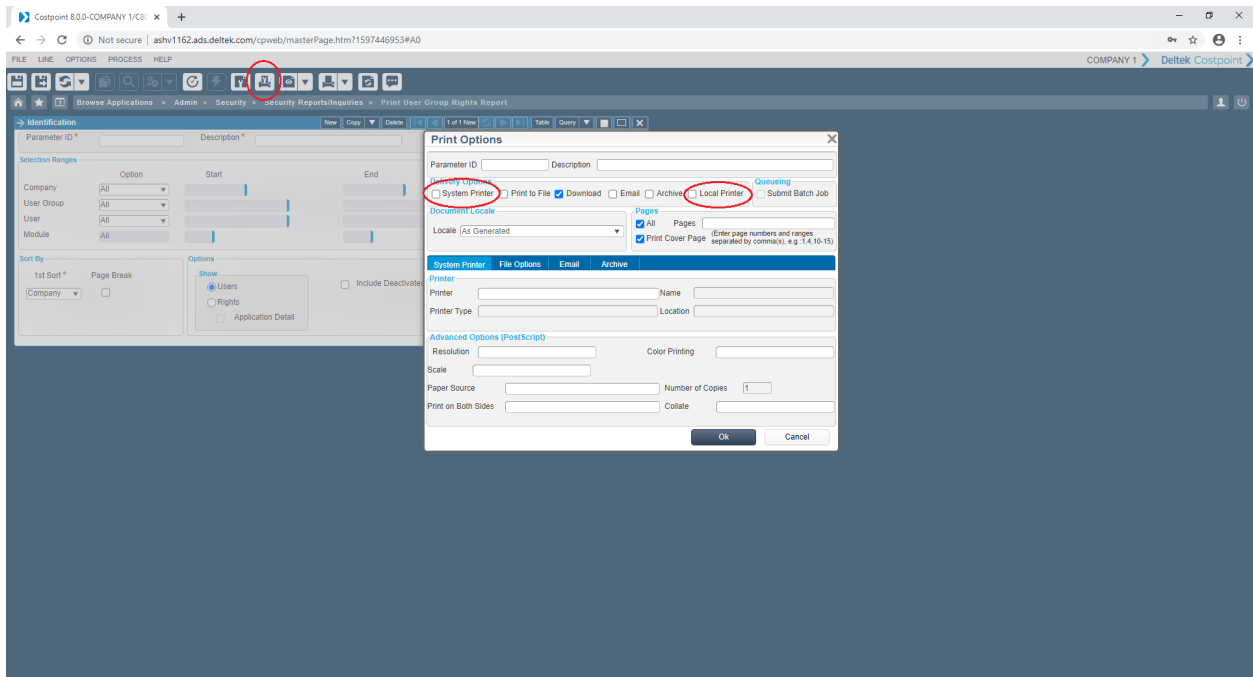 Costpoint 8.0.0-COMPANY 1/C80
Not secure | ashv1162.ads.deltek.com/cpweb/masterPage.htm?1597446953#A0
FILE LINE OPTIONS PROCESS HELP
COMPANY 1 Deltek Costpoint
Browse Applications > Admin > Security > Security Reports/Inquiries > Print User Group Rights Report
Identification
New Copy Delete 1 of 1 New Table Query
Parameter ID *
Description *
Selection Ranges
Option Start End
Company All
User Group All
User All
Module All
Sort By
1st Sort * Page Break
Company
Options
Show
Users
Rights
Application Detail
Include Deactivated
Print Options
Parameter ID Description
Delivery Options
System Printer Print to File Download Email Archive Local Printer
Queueing
Submit Batch Job
Document Locale
Locale As Generated
Pages
All Pages
Print Cover Page (Enter page numbers and ranges
separated by comma(s), e.g.:1,4,10-15)
System Printer File Options Email Archive
Printer
Printer Name
Printer Type Location
Advanced Options (PostScript)
Resolution Color Printing
Scale
Paper Source Number of Copies 1
Print on Both Sides Collate
Ok Cancel